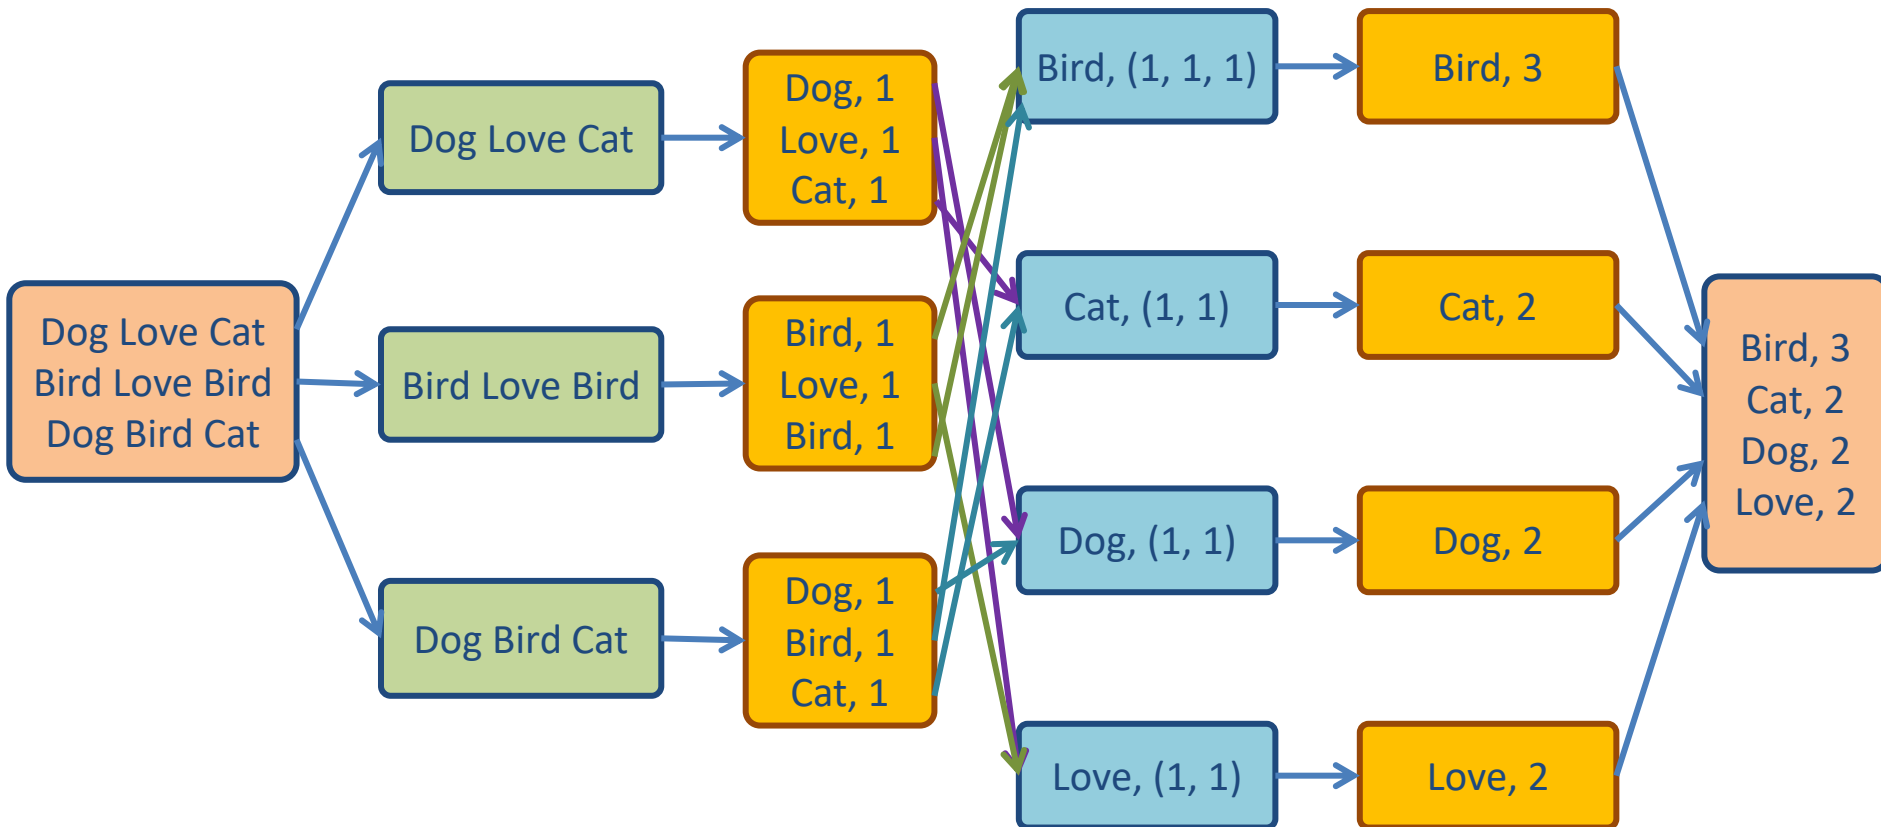 Dog Love Cat
Bird Love Bird
Dog Bird Cat
Dog Love Cat
Bird Love Bird
Dog Bird Cat
Dog, 1
Love, 1
Cat, 1
Bird, 1
Love, 1
Bird, 1
Dog, 1
Bird, 1
Cat, 1
Bird, (1, 1, 1)
Cat, (1, 1)
Dog, (1, 1)
Love, (1, 1)
Bird, 3
Cat, 2
Dog, 2
Love, 2
Bird, 3
Cat, 2
Dog, 2
Love, 2